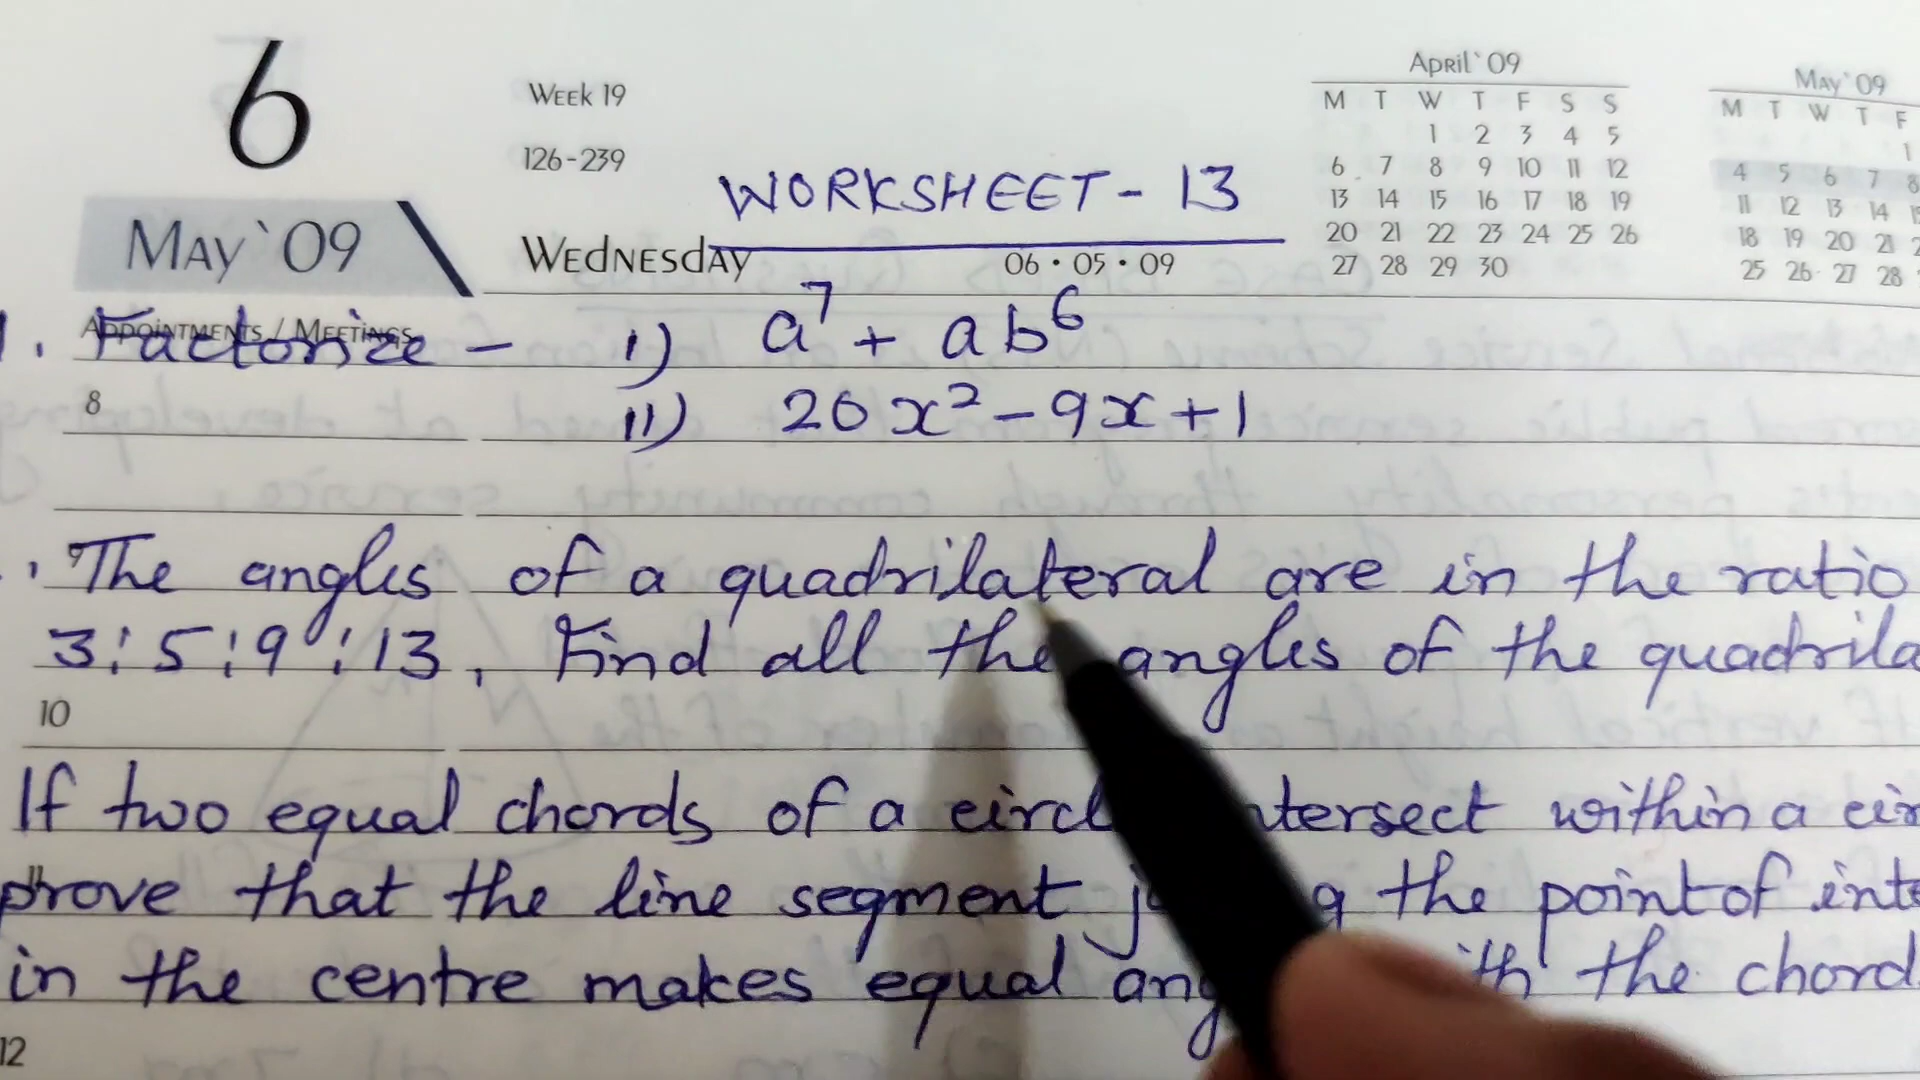 6
Week 19
126-239
May`09
Wednesday
06•05•09
April`09
M T W T F S S
1 2 3 4 5
6 7 8 9 10 11 12
13 14 15 16 17 18 19
20 21 22 23 24 25 26
27 28 29 30
May`09
M T W T F
1
4 5 6 7 8
11 12 13 14
18 19 20 21
25 26 27 28
WORKSHEET - 13
Appointments / Meetings
1. Factorize - i) a⁷ + ab⁶
8
ii) 20x² - 9x + 1
The angles of a quadrilateral are in the ratio
3:5:9:13. Find all the angles of the quadrila
10
If two equal chords of a circl ntersect within a cir
prove that the line segment the point of inte
in the centre makes equal ang ith the chord
12